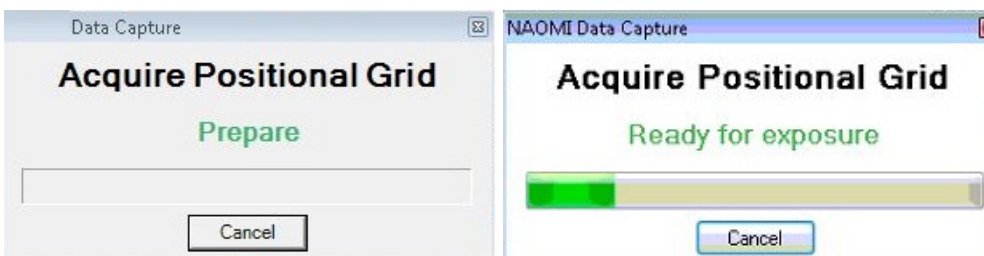 Data Capture
Acquire Positional Grid
Prepare
Cancel
NAOMI Data Capture
Acquire Positional Grid
Ready for exposure
Cancel